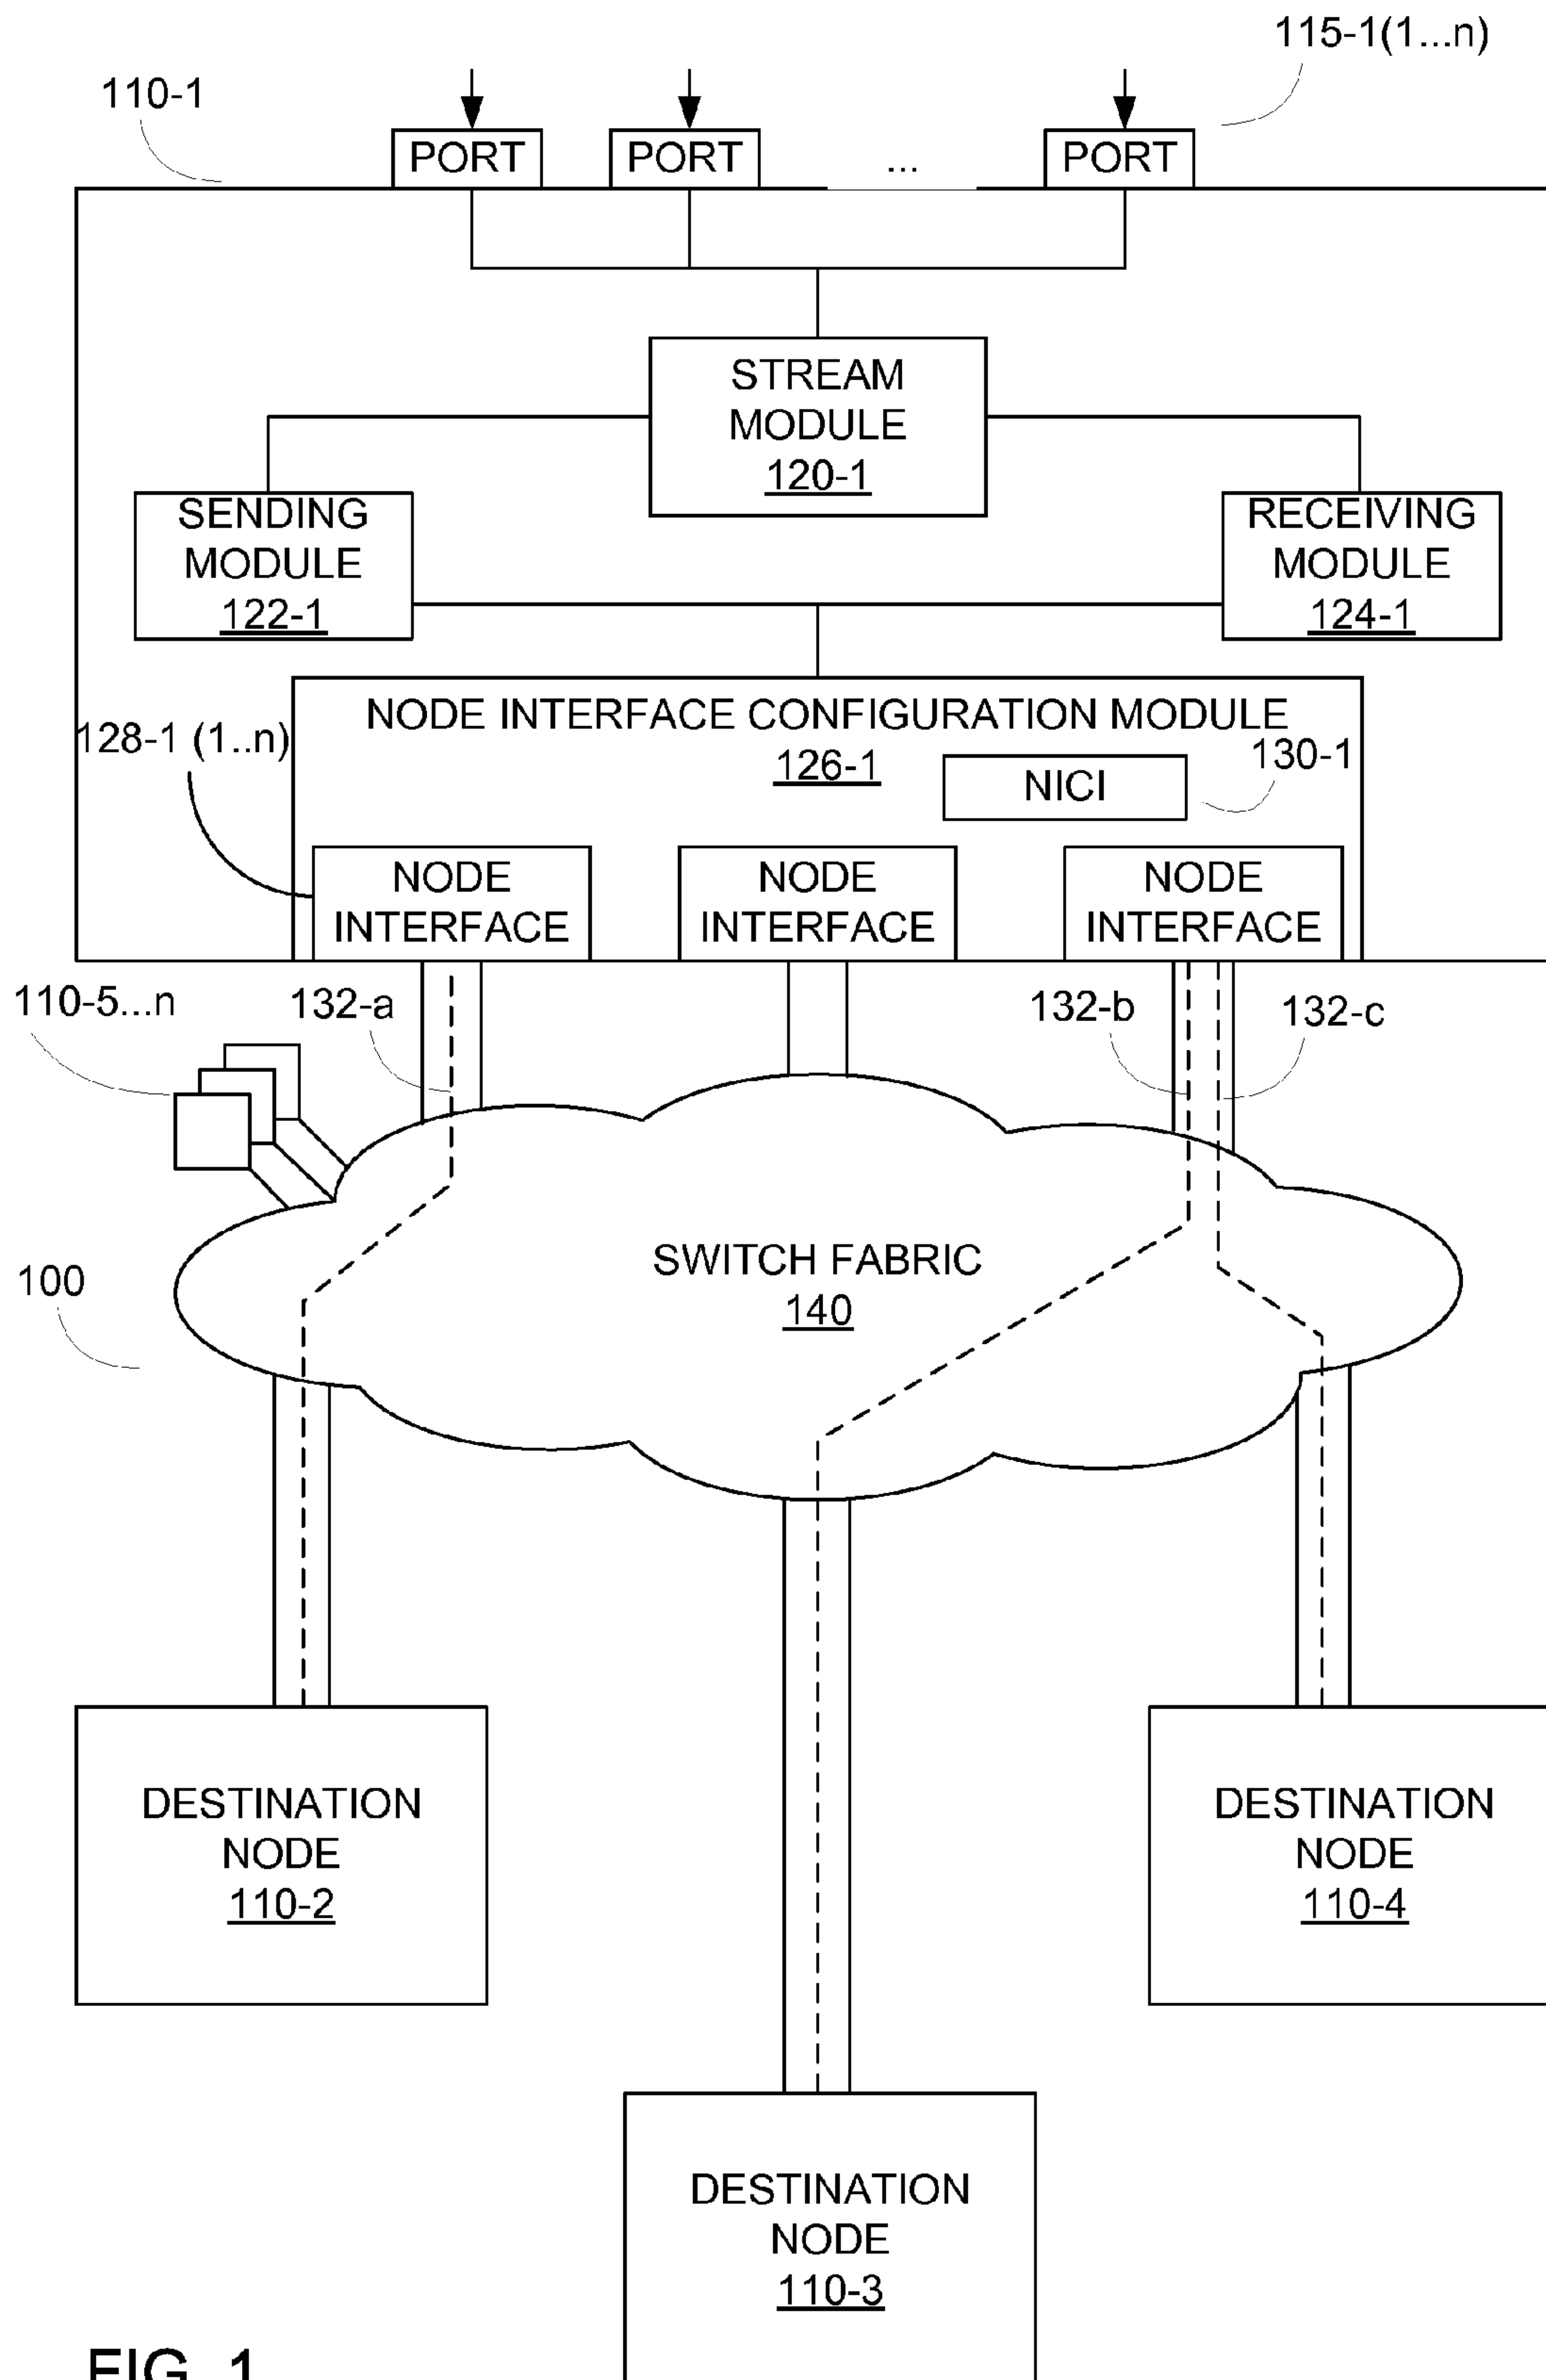 115-1(1...n)
110-1
PORT
PORT
...
PORT
STREAM
MODULE
120-1
SENDING
MODULE
122-1
RECEIVING
MODULE
124-1
NODE INTERFACE CONFIGURATION MODULE
126-1
128-1 (1..n)
130-1
NICI
NODE
INTERFACE
NODE
INTERFACE
NODE
INTERFACE
110-5...n
132-a
132-b
132-c
SWITCH FABRIC
140
100
DESTINATION
NODE
110-2
DESTINATION
NODE
110-4
DESTINATION
NODE
110-3
FIG. 1